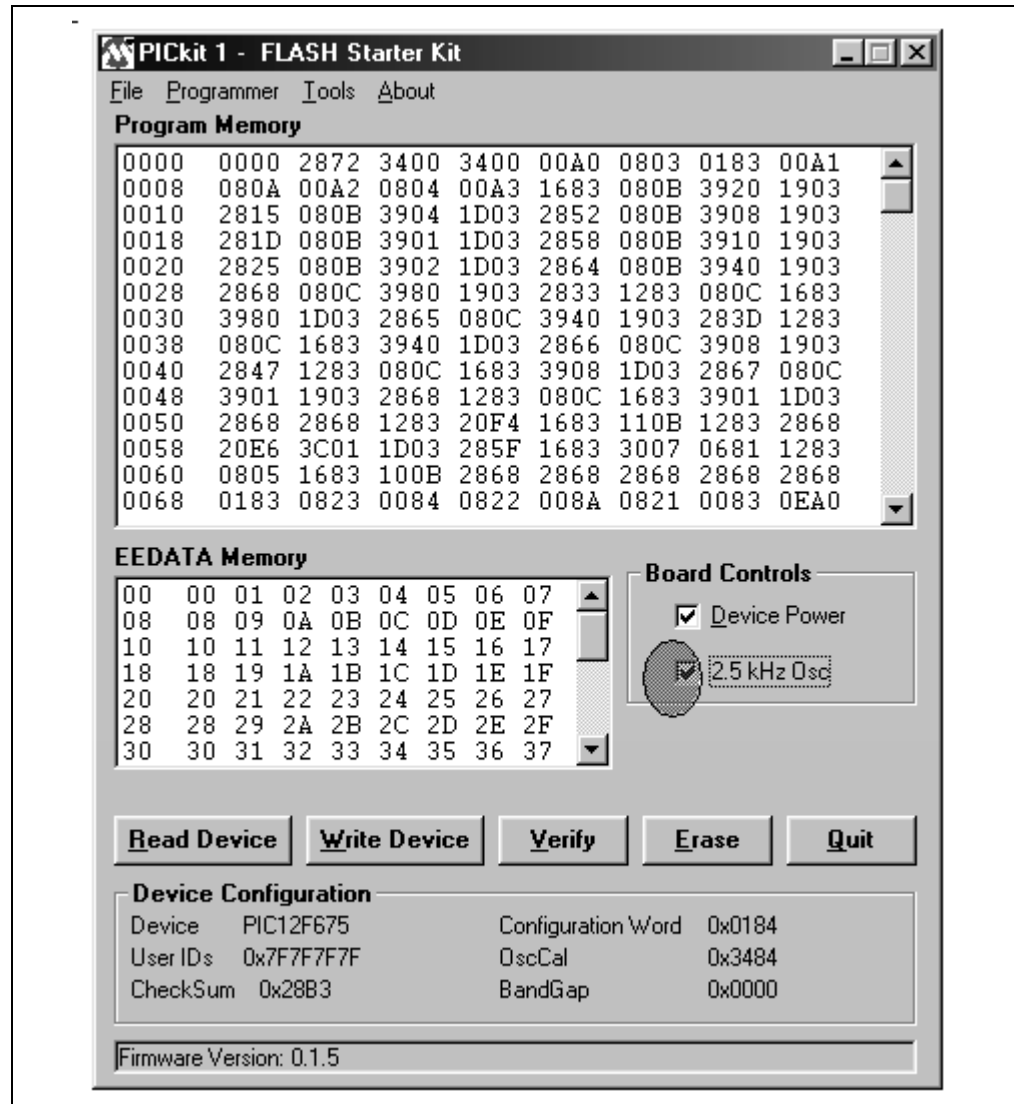 PICkit 1 - FLASH Starter Kit
File Programmer Tools About
Program Memory
0000 0000 2872 3400 3400 00A0 0803 0183 00A1
0008 080A 00A2 0804 00A3 1683 080B 3920 1903
0010 2815 080B 3904 1D03 2852 080B 3908 1903
0018 281D 080B 3901 1D03 2858 080B 3910 1903
0020 2825 080B 3902 1D03 2864 080B 3940 1903
0028 2868 080C 3980 1903 2833 1283 080C 1683
0030 3980 1D03 2865 080C 3940 1903 283D 1283
0038 080C 1683 3940 1D03 2866 080C 3908 1903
0040 2847 1283 080C 1683 3908 1D03 2867 080C
0048 3901 1903 2868 1283 080C 1683 3901 1D03
0050 2868 2868 1283 20F4 1683 110B 1283 2868
0058 20E6 3C01 1D03 285F 1683 3007 0681 1283
0060 0805 1683 100B 2868 2868 2868 2868 2868
0068 0183 0823 0084 0822 008A 0821 0083 0EA0
EEDATA Memory
00 00 01 02 03 04 05 06 07
08 08 09 0A 0B 0C 0D 0E 0F
10 10 11 12 13 14 15 16 17
18 18 19 1A 1B 1C 1D 1E 1F
20 20 21 22 23 24 25 26 27
28 28 29 2A 2B 2C 2D 2E 2F
30 30 31 32 33 34 35 36 37
Board Controls
Device Power
2.5 kHz Osc
Read Device Write Device Verify Erase Quit
Device Configuration
Device PIC12F675 Configuration Word 0x0184
User IDs 0x7F7F7F7F OscCal 0x3484
CheckSum 0x28B3 BandGap 0x0000
Firmware Version: 0.1.5